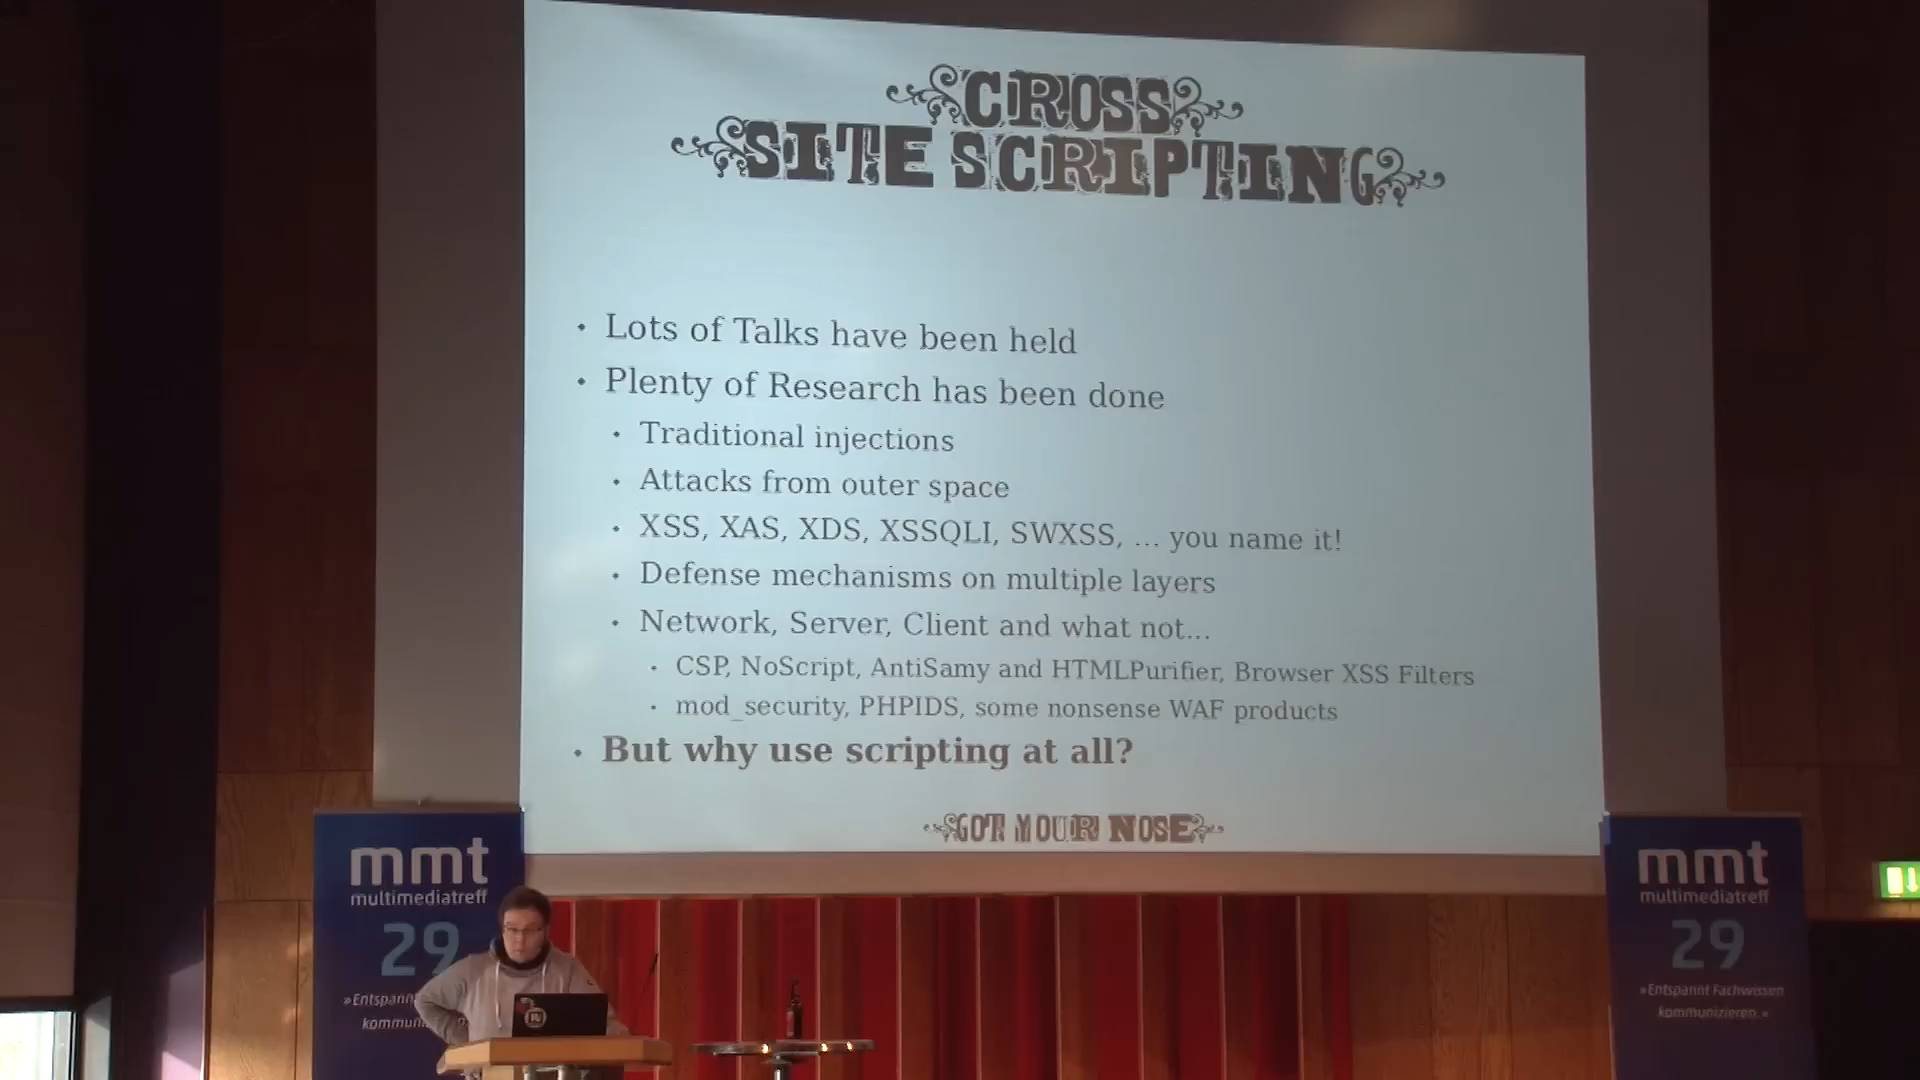 CROSS
SITE SCRIPTING
• Lots of Talks have been held
• Plenty of Research has been done
• Traditional injections
• Attacks from outer space
• XSS, XAS, XDS, XSSQLI, SWXSS, ... you name it!
• Defense mechanisms on multiple layers
• Network, Server, Client and what not...
• CSP, NoScript, AntiSamy and HTMLPurifier, Browser XSS Filters
• mod_security, PHPIDS, some nonsense WAF products
• But why use scripting at all?
GOT YOUR NOSE
mmt
multimediatreff
29
»Entspannt
mmt
multimediatreff
29
»Entspannt Fachwissen
kommunizieren.«